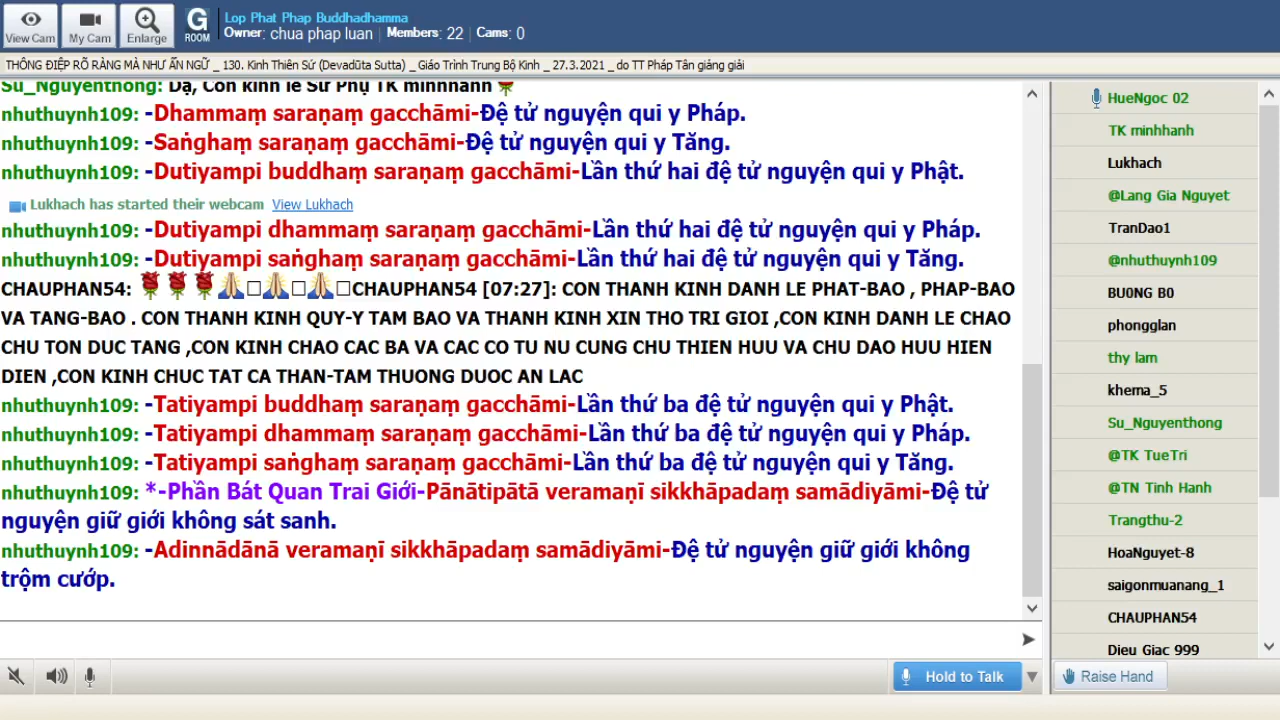 View Cam
My Cam
Enlarge
G
ROOM
Lop Phat Phap Buddhadhamma
Owner: chua phap luan Members: 22 Cams: 0
THÔNG ĐIỆP RÕ RÀNG MÀ NHƯ ẨN NGỮ _ 130. Kinh Thiên Sứ (Devadūta Sutta) _ Giáo Trình Trung Bộ Kinh _ 27.3.2021 _ do TT Pháp Tân giảng giải
Su_Nguyenthong: Dạ, Con kính lễ Sư Phụ TK minhhanh
nhuthuynh109: -Dhammaṃ saraṇaṃ gacchāmi-Đệ tử nguyện qui y Pháp.
nhuthuynh109: -Saṅghaṃ saraṇaṃ gacchāmi-Đệ tử nguyện qui y Tăng.
nhuthuynh109: -Dutiyampi buddhaṃ saraṇaṃ gacchāmi-Lần thứ hai đệ tử nguyện qui y Phật.
Lukhach has started their webcam View Lukhach
nhuthuynh109: -Dutiyampi dhammaṃ saraṇaṃ gacchāmi-Lần thứ hai đệ tử nguyện qui y Pháp.
nhuthuynh109: -Dutiyampi saṅghaṃ saraṇaṃ gacchāmi-Lần thứ hai đệ tử nguyện qui y Tăng.
CHAUPHAN54: 🌹🌹🌹🙏□🙏□🙏□CHAUPHAN54 [07:27]: CON THANH KINH DANH LE PHAT-BAO , PHAP-BAO
VA TANG-BAO . CON THANH KINH QUY-Y TAM BAO VA THANH KINH XIN THO TRI GIOI ,CON KINH DANH LE CHAO
CHU TON DUC TANG ,CON KINH CHAO CAC BA VA CAC CO TU NU CUNG CHU THIEN HUU VA CHU DAO HUU HIEN
DIEN ,CON KINH CHUC TAT CA THAN-TAM THUONG DUOC AN LAC
nhuthuynh109: -Tatiyampi buddhaṃ saraṇaṃ gacchāmi-Lần thứ ba đệ tử nguyện qui y Phật.
nhuthuynh109: -Tatiyampi dhammaṃ saraṇaṃ gacchāmi-Lần thứ ba đệ tử nguyện qui y Pháp.
nhuthuynh109: -Tatiyampi saṅghaṃ saraṇaṃ gacchāmi-Lần thứ ba đệ tử nguyện qui y Tăng.
nhuthuynh109: *-Phần Bát Quan Trai Giới-Pānātipātā veramaṇī sikkhāpadaṃ samādiyāmi-Đệ tử
nguyện giữ giới không sát sanh.
nhuthuynh109: -Adinnādānā veramaṇī sikkhāpadaṃ samādiyāmi-Đệ tử nguyện giữ giới không
trộm cướp.
Hold to Talk
HueNgoc 02
TK minhhanh
Lukhach
@Lang Gia Nguyet
TranDao1
@nhuthuynh109
BU0NG B0
phongglan
thy lam
khema_5
Su_Nguyenthong
@TK TueTri
@TN Tinh Hanh
Trangthu-2
HoaNguyet-8
saigonmuanang_1
CHAUPHAN54
Dieu Giac 999
Raise Hand